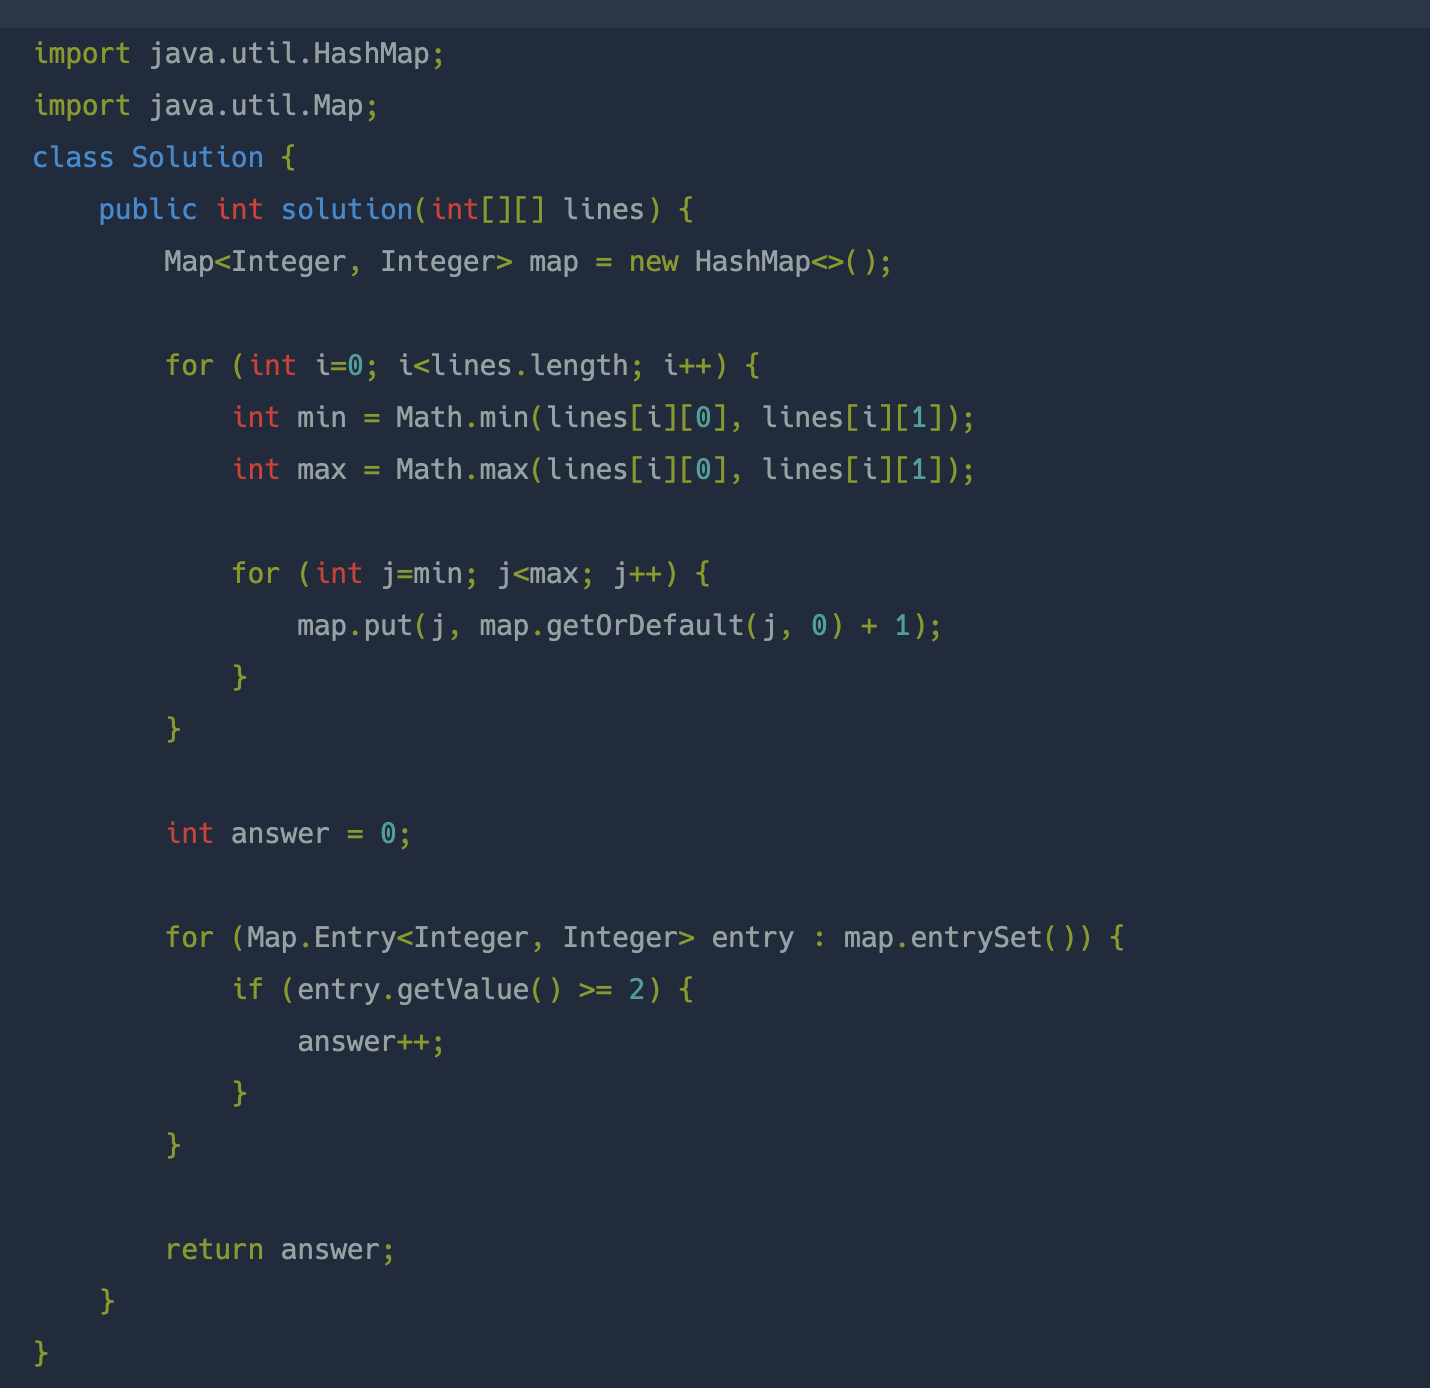 import java.util.HashMap;
import java.util.Map;
class Solution {
    public int solution(int[][] lines) {
        Map<Integer, Integer> map = new HashMap<>();

        for (int i=0; i<lines.length; i++) {
            int min = Math.min(lines[i][0], lines[i][1]);
            int max = Math.max(lines[i][0], lines[i][1]);

            for (int j=min; j<max; j++) {
                map.put(j, map.getOrDefault(j, 0) + 1);
            }
        }

        int answer = 0;

        for (Map.Entry<Integer, Integer> entry : map.entrySet()) {
            if (entry.getValue() >= 2) {
                answer++;
            }
        }

        return answer;
    }
}